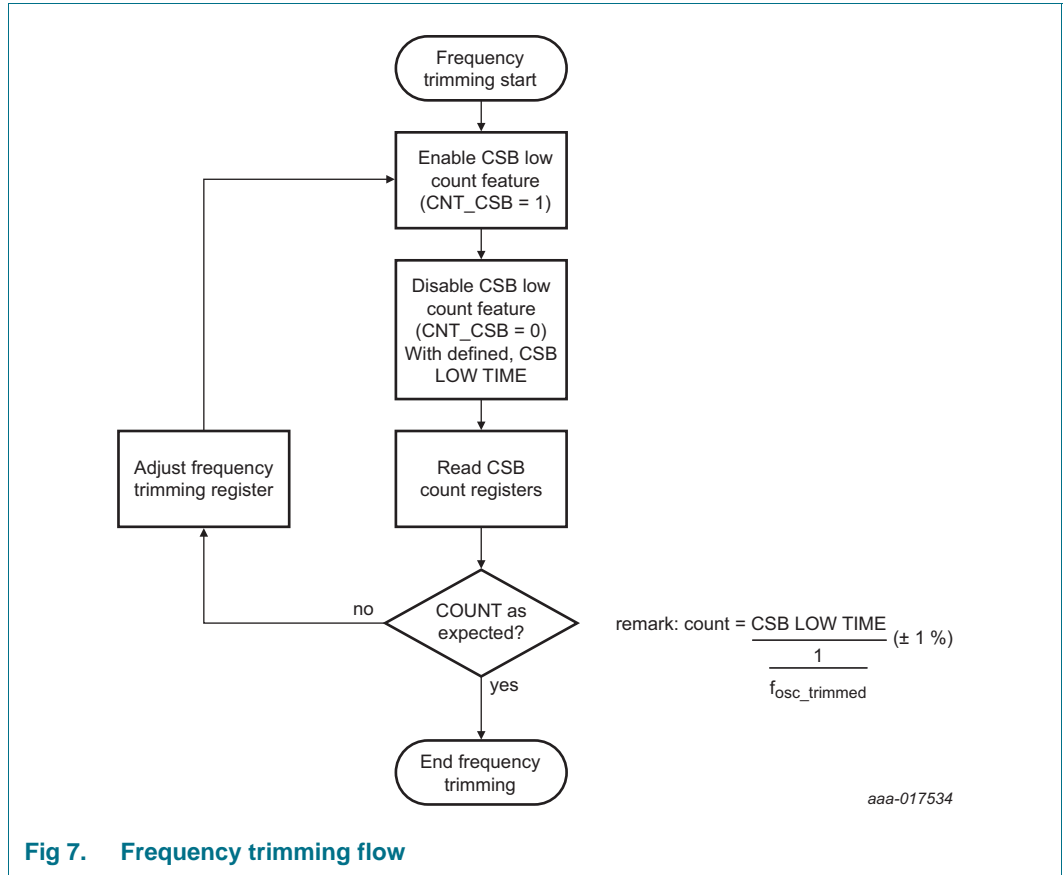 Frequency
trimming start
Enable CSB low
count feature
(CNT_CSB = 1)
Disable CSB low
count feature
(CNT_CSB = 0)
With defined, CSB
LOW TIME
Adjust frequency
trimming register
Read CSB
count registers
no
COUNT as
expected?
remark: count = CSB LOW TIME (± 1 %)
1
fosc_trimmed
yes
End frequency
trimming
aaa-017534
Fig 7. Frequency trimming flow